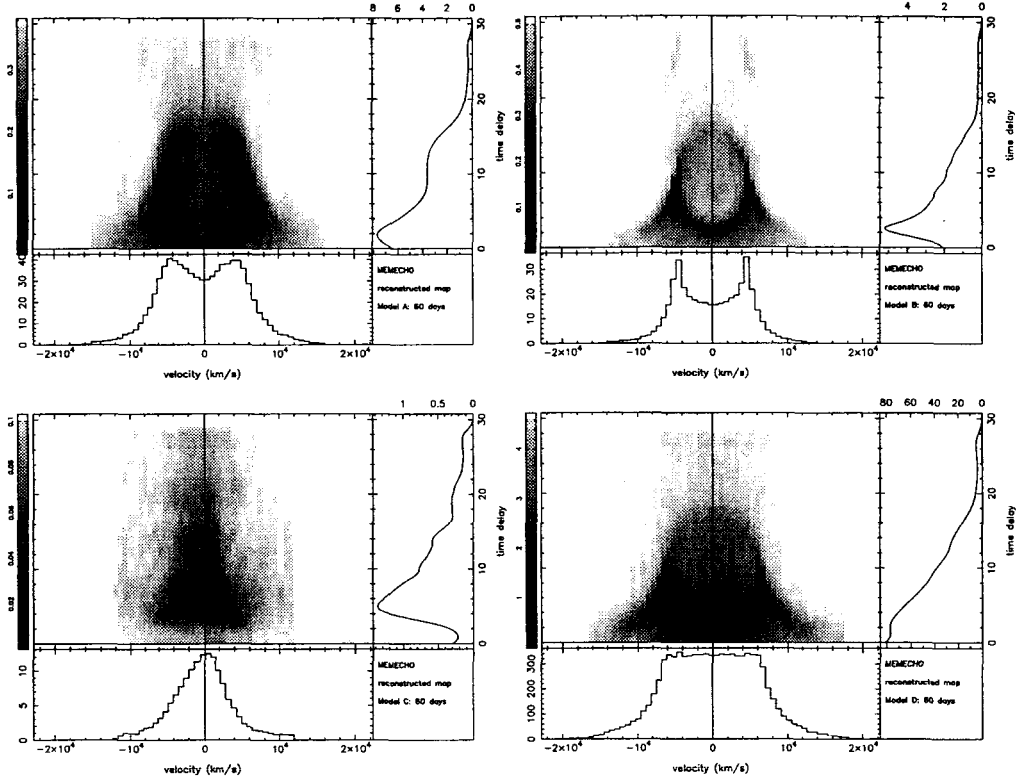 8 6 4 2 0
0.3
0.2
0.1
30
20
10
0
time delay
40
30
20
10
0
MEMECHO
reconstructed map
Model A: 60 days
−2×10⁴ −10⁴ 0 10⁴ 2×10⁴
velocity (km/s)
4 2 0
0.4
0.3
0.2
0.1
30
20
10
0
time delay
30
20
10
0
MEMECHO
reconstructed map
Model B: 60 days
−2×10⁴ −10⁴ 0 10⁴ 2×10⁴
velocity (km/s)
1 0.5 0
0.1
0.08
0.06
0.04
0.02
30
20
10
0
time delay
10
5
0
MEMECHO
reconstructed map
Model C: 60 days
−2×10⁴ −10⁴ 0 10⁴ 2×10⁴
velocity (km/s)
80 60 40 20 0
4
3
2
1
30
20
10
0
time delay
300
200
100
0
MEMECHO
reconstructed map
Model D: 60 days
−2×10⁴ −10⁴ 0 10⁴ 2×10⁴
velocity (km/s)